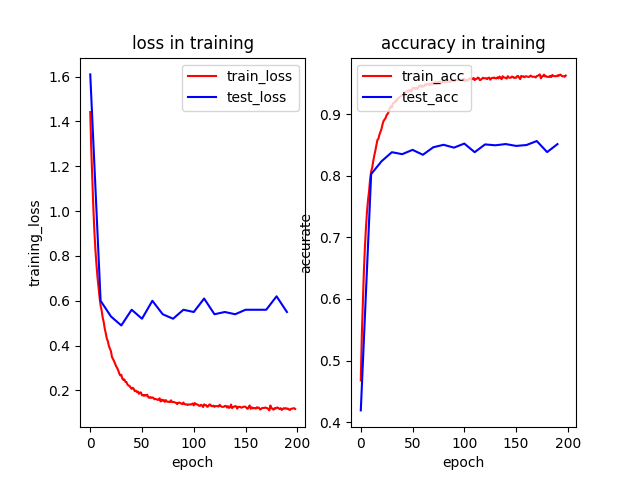 loss in training
1.6
1.4
1.2
1.0
0.8
0.6
0.4
0.2
training_loss
train_loss
test_loss
0 50 100 150 200
epoch
accuracy in training
0.9
0.8
0.7
0.6
0.5
0.4
accurate
train_acc
test_acc
0 50 100 150 200
epoch